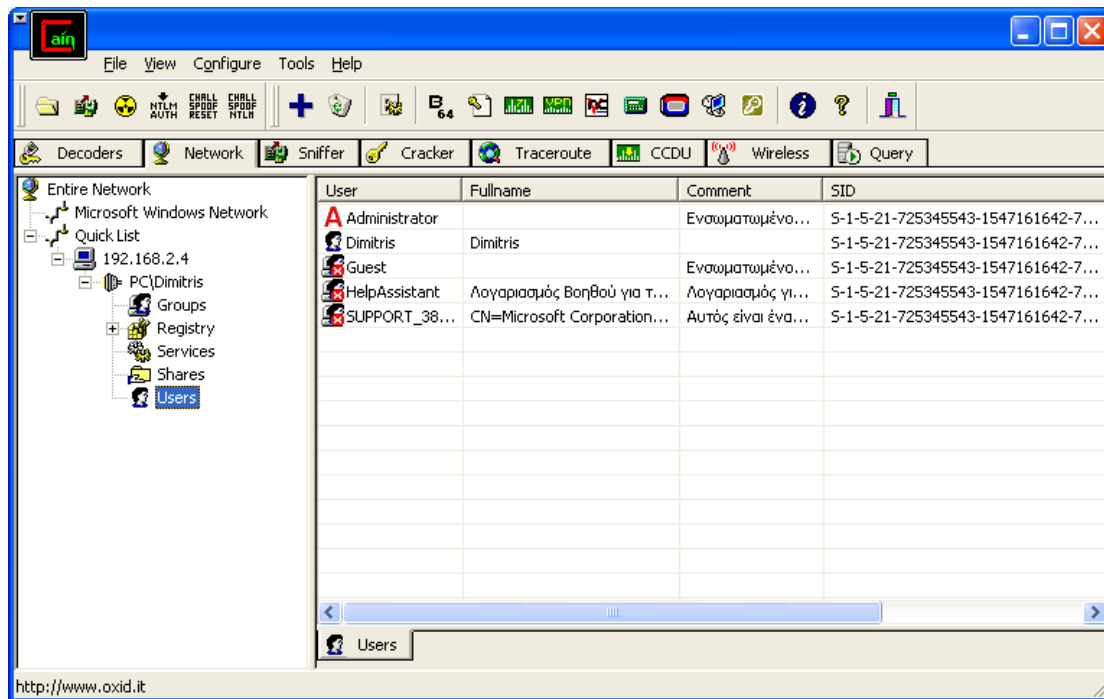 Cain
File View Configure Tools Help
NTLM AUTH CHALL SPOOF RESET CHALL SPOOF NTLM B 64 VPN
Decoders Network Sniffer Cracker Traceroute CCDU Wireless Query
Entire Network
Microsoft Windows Network
Quick List
192.168.2.4
PC\Dimitris
Groups
Registry
Services
Shares
Users
User Fullname Comment SID
Administrator Ενσωματωμένο... S-1-5-21-725345543-1547161642-7...
Dimitris Dimitris S-1-5-21-725345543-1547161642-7...
Guest Ενσωματωμένο... S-1-5-21-725345543-1547161642-7...
HelpAssistant Λογαριασμός Βοηθού για τ... Λογαριασμός γι... S-1-5-21-725345543-1547161642-7...
SUPPORT_38... CN=Microsoft Corporation... Αυτός είναι ένα... S-1-5-21-725345543-1547161642-7...
Users
http://www.oxid.it